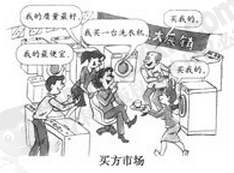 我的质量最好。
我买一台洗衣机。
买我的。
大展销
我的最便宜。
买我的。
买方市场